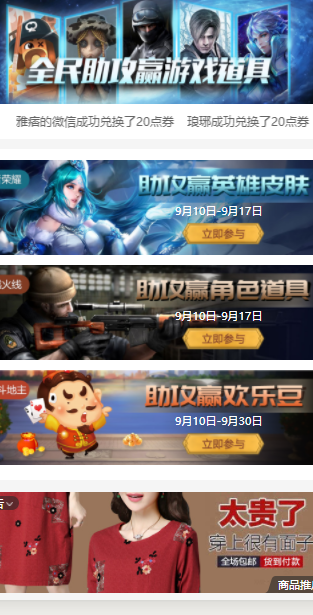 全民助攻赢游戏道具
雅痞的微信成功兑换了20点券 琅琊成功兑换了20点券
荣耀
助攻赢英雄皮肤
9月10日-9月17日
立即参与
火线
助攻赢角色道具
9月10日-9月17日
立即参与
斗地主
助攻赢欢乐豆
9月10日-9月30日
立即参与
告
太贵了
穿上很有面子
全场包邮 货到付款
商品推